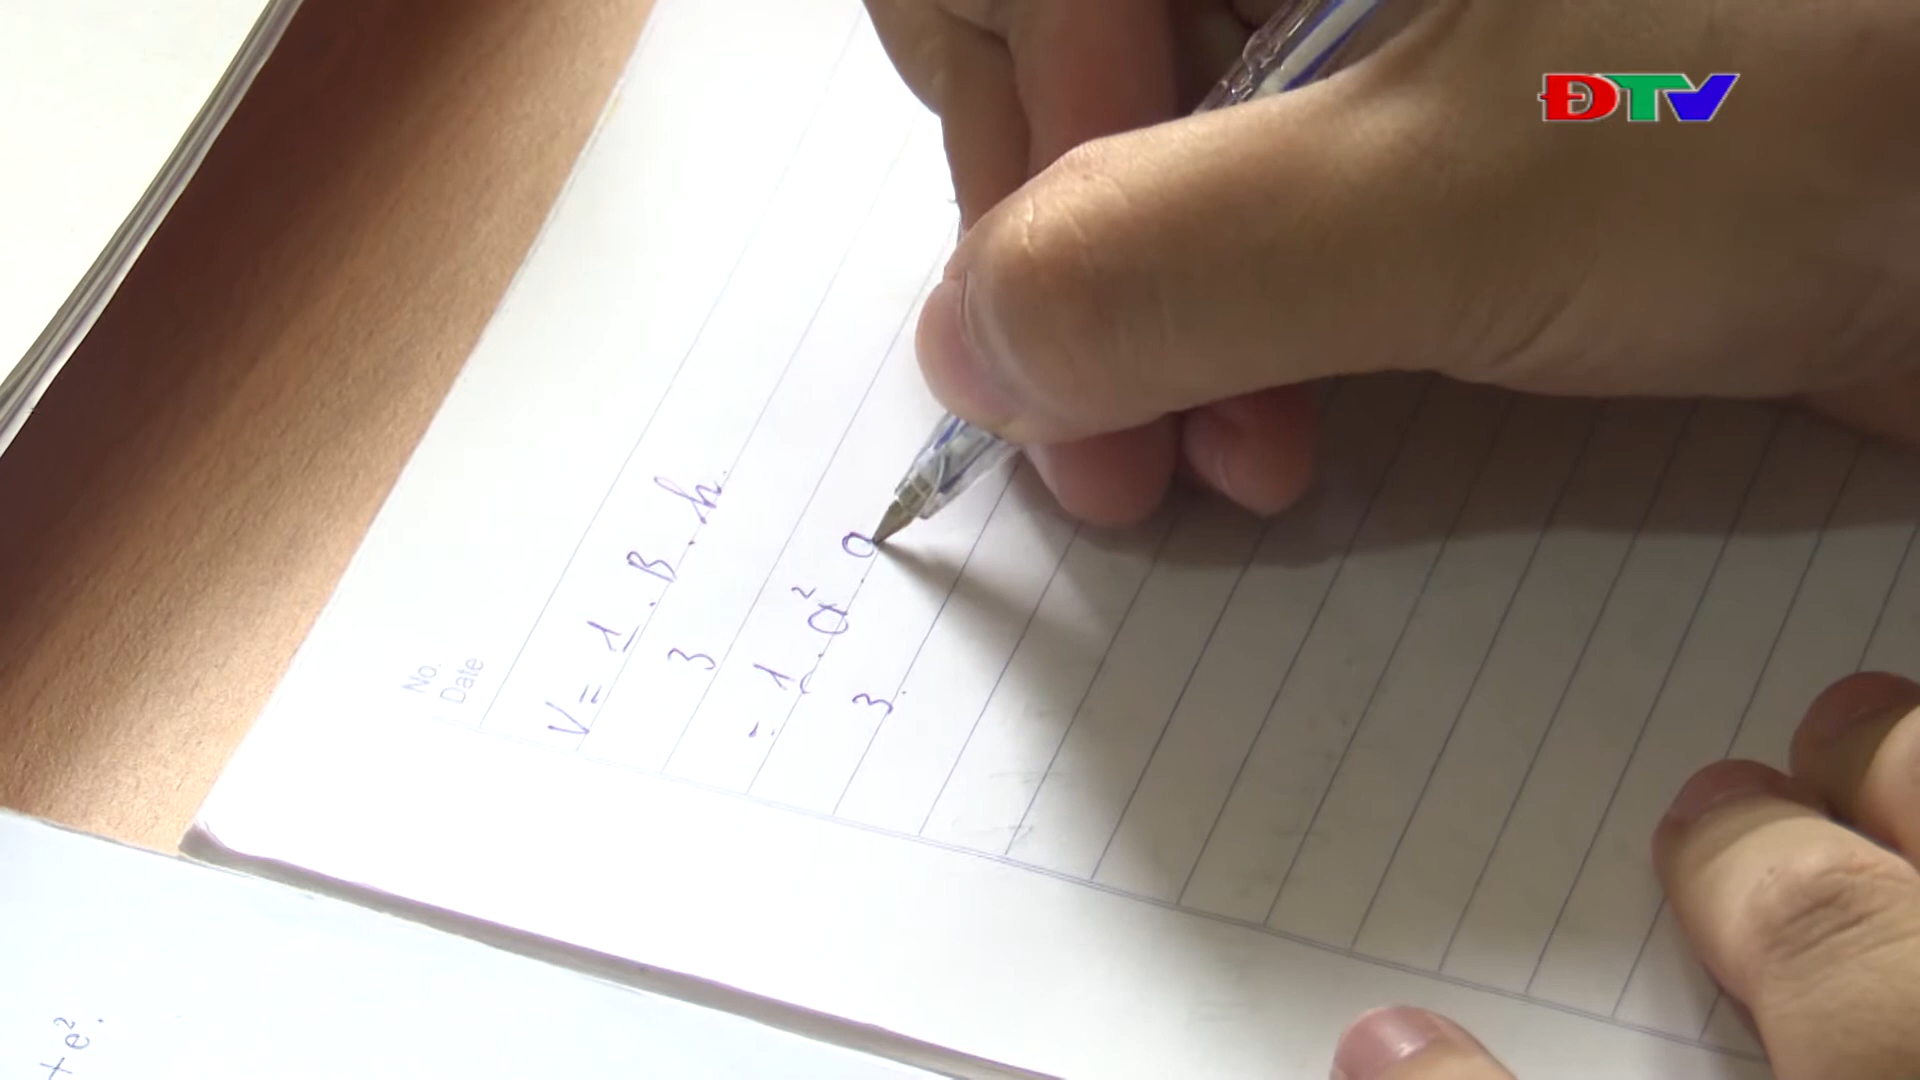 ĐTV
No.
Date
V = 1/3 . B . h
= 1/3 . a² . a
+ e².